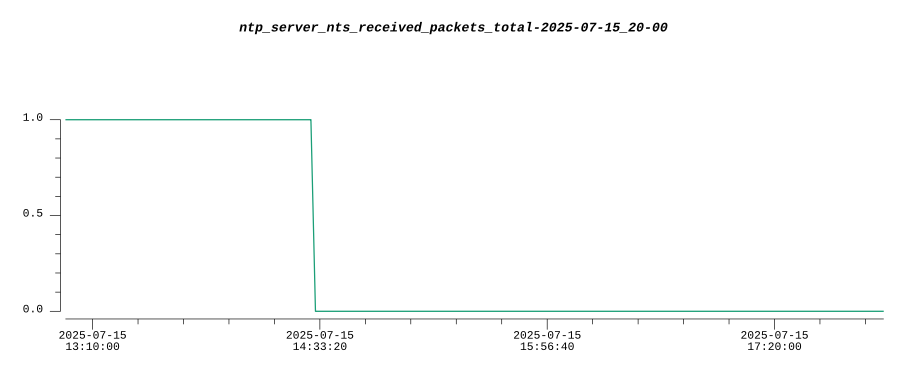 ntp_server_nts_received_packets_total-2025-07-15_20-00
1.0
0.5
0.0
2025-07-15 2025-07-15 2025-07-15 2025-07-15
13:10:00 14:33:20 15:56:40 17:20:00